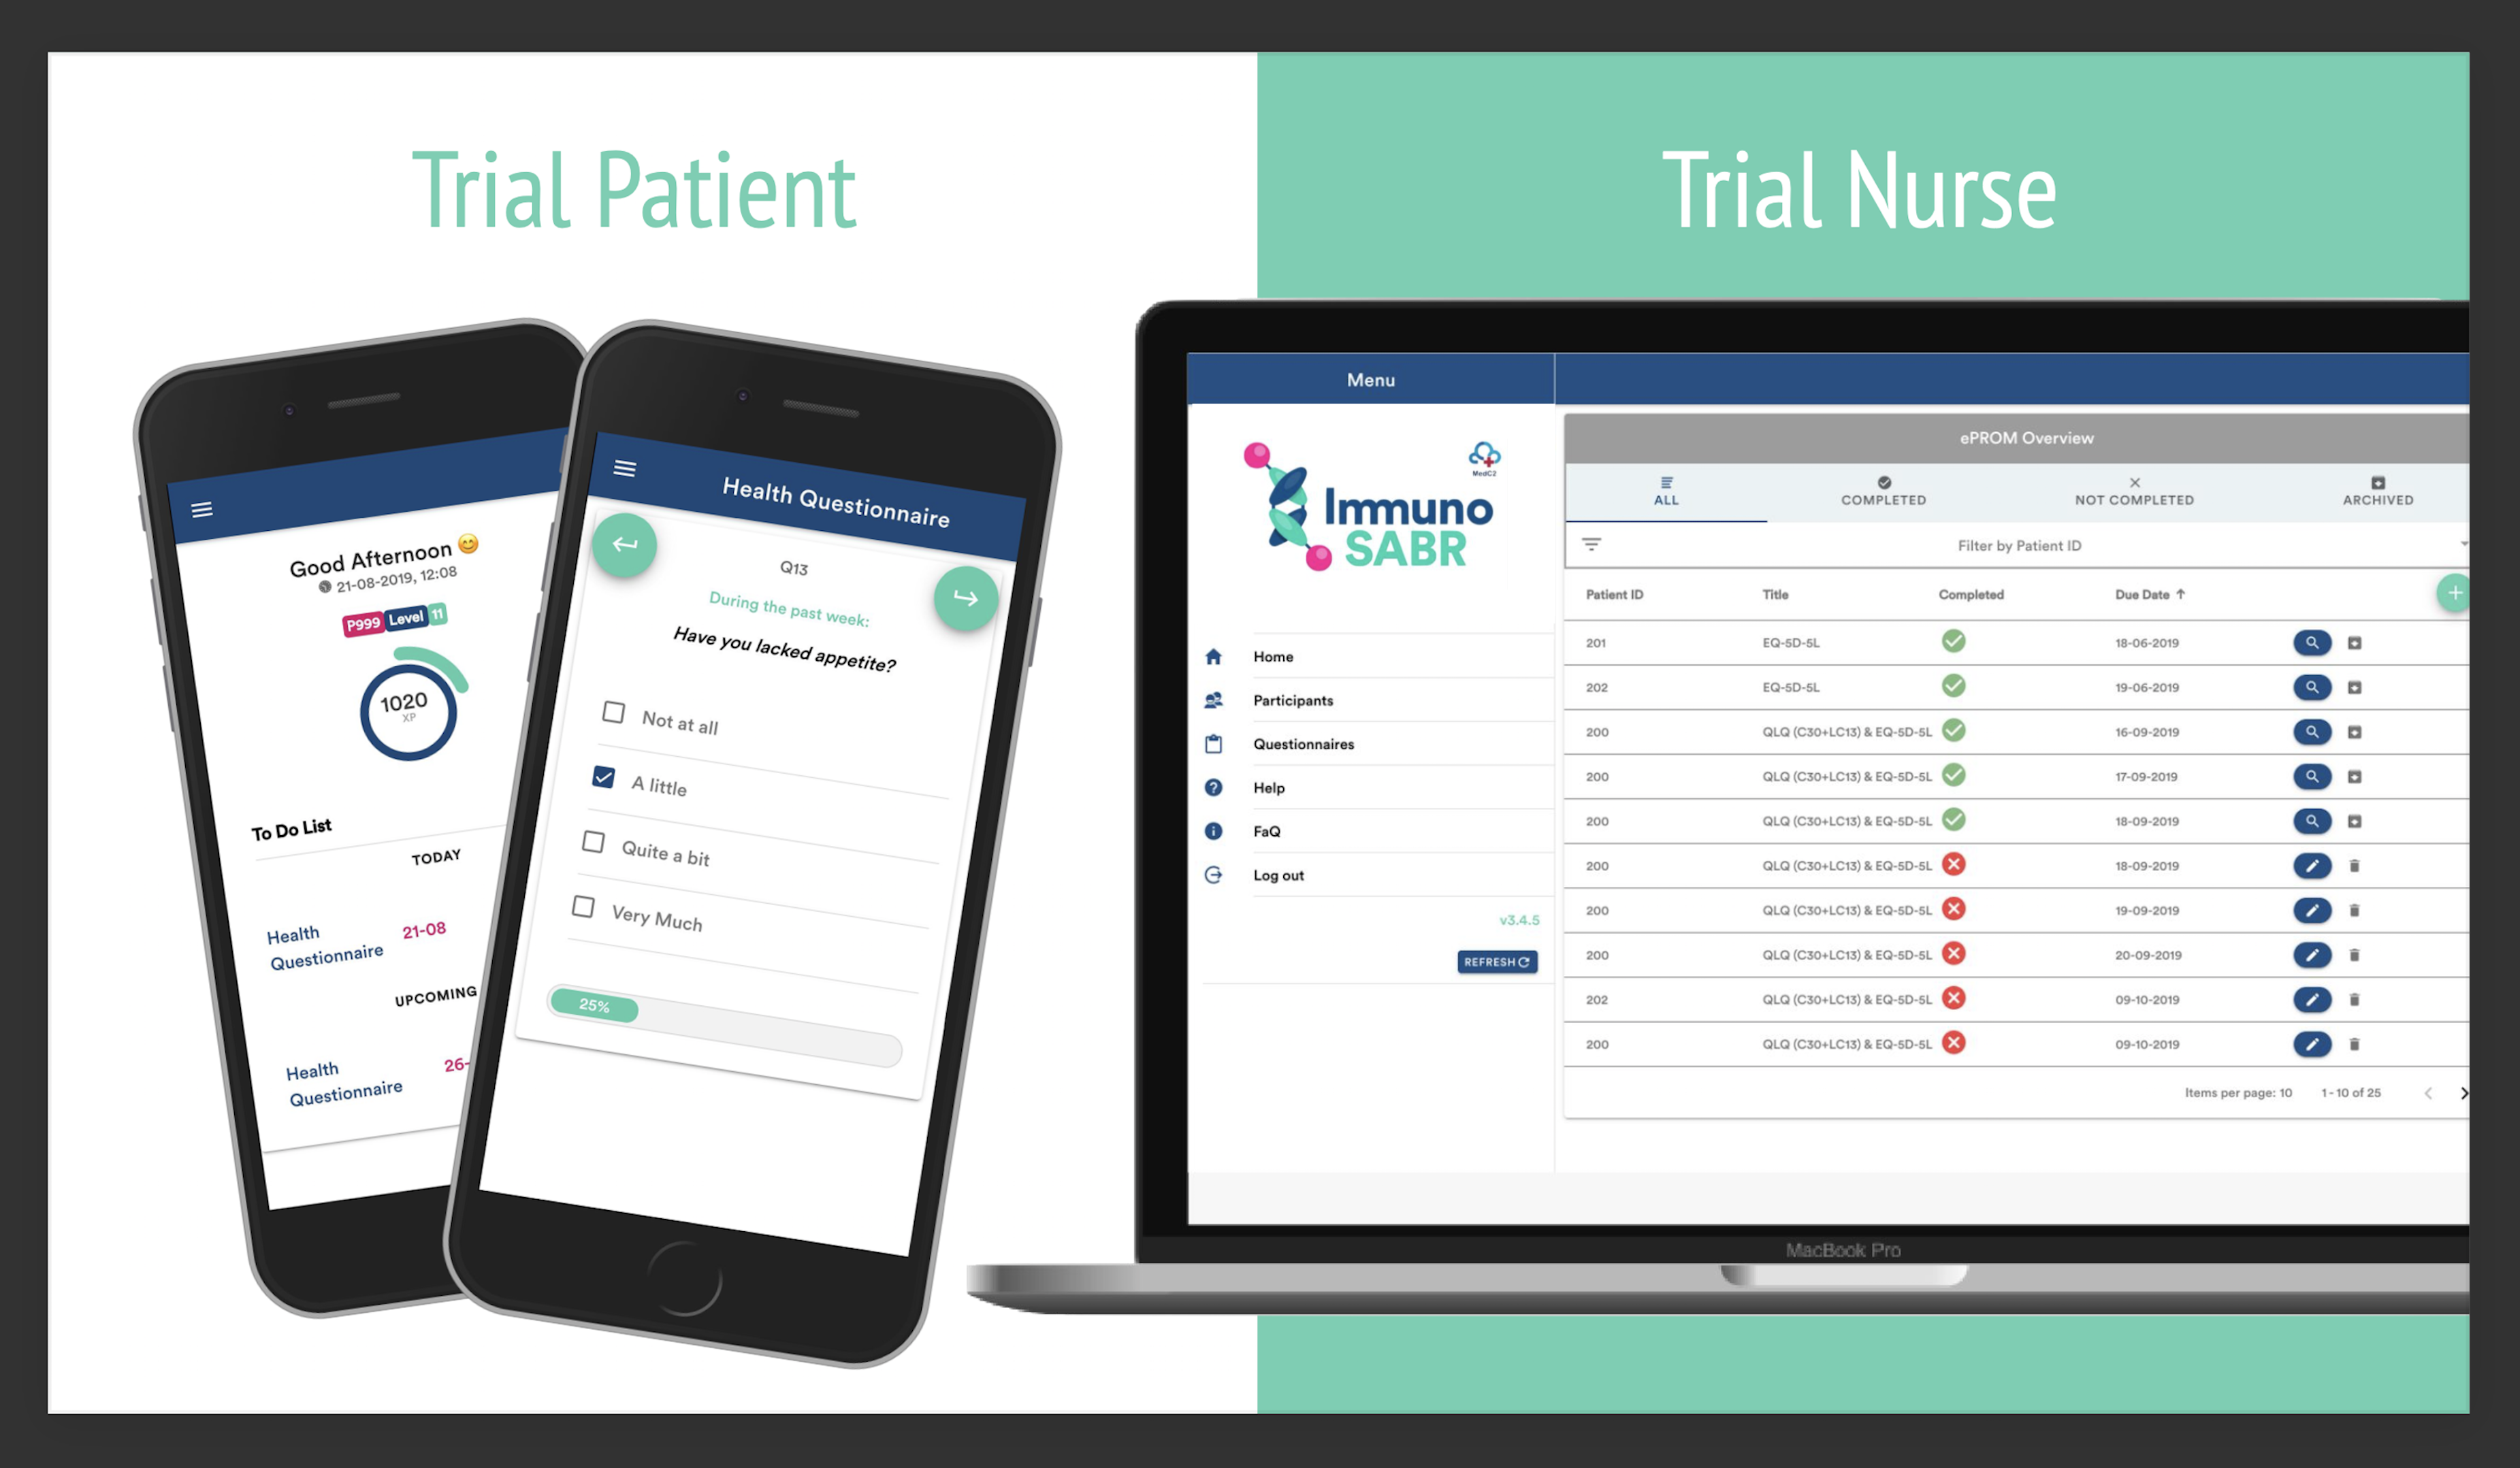 Trial Patient
Trial Nurse
Good Afternoon 😊
21-08-2019, 12:08
P999 Level 11
1020
XP
To Do List
TODAY
Health
Questionnaire
21-08
UPCOMING
Health
Questionnaire
26-
Health Questionnaire
Q13
During the past week:
Have you lacked appetite?
Not at all
A little
Quite a bit
Very Much
25%
Menu
MedC2
Immuno
SABR
Home
Participants
Questionnaires
Help
FaQ
Log out
v3.4.5
REFRESH
ePROM Overview
ALL COMPLETED NOT COMPLETED ARCHIVED
Filter by Patient ID
Patient ID Title Completed Due Date ↑
201 EQ-5D-5L 18-06-2019
202 EQ-5D-5L 19-06-2019
200 QLQ (C30+LC13) & EQ-5D-5L 16-09-2019
200 QLQ (C30+LC13) & EQ-5D-5L 17-09-2019
200 QLQ (C30+LC13) & EQ-5D-5L 18-09-2019
200 QLQ (C30+LC13) & EQ-5D-5L 18-09-2019
200 QLQ (C30+LC13) & EQ-5D-5L 19-09-2019
200 QLQ (C30+LC13) & EQ-5D-5L 20-09-2019
202 QLQ (C30+LC13) & EQ-5D-5L 09-10-2019
200 QLQ (C30+LC13) & EQ-5D-5L 09-10-2019
Items per page: 10 1 - 10 of 25
MacBook Pro